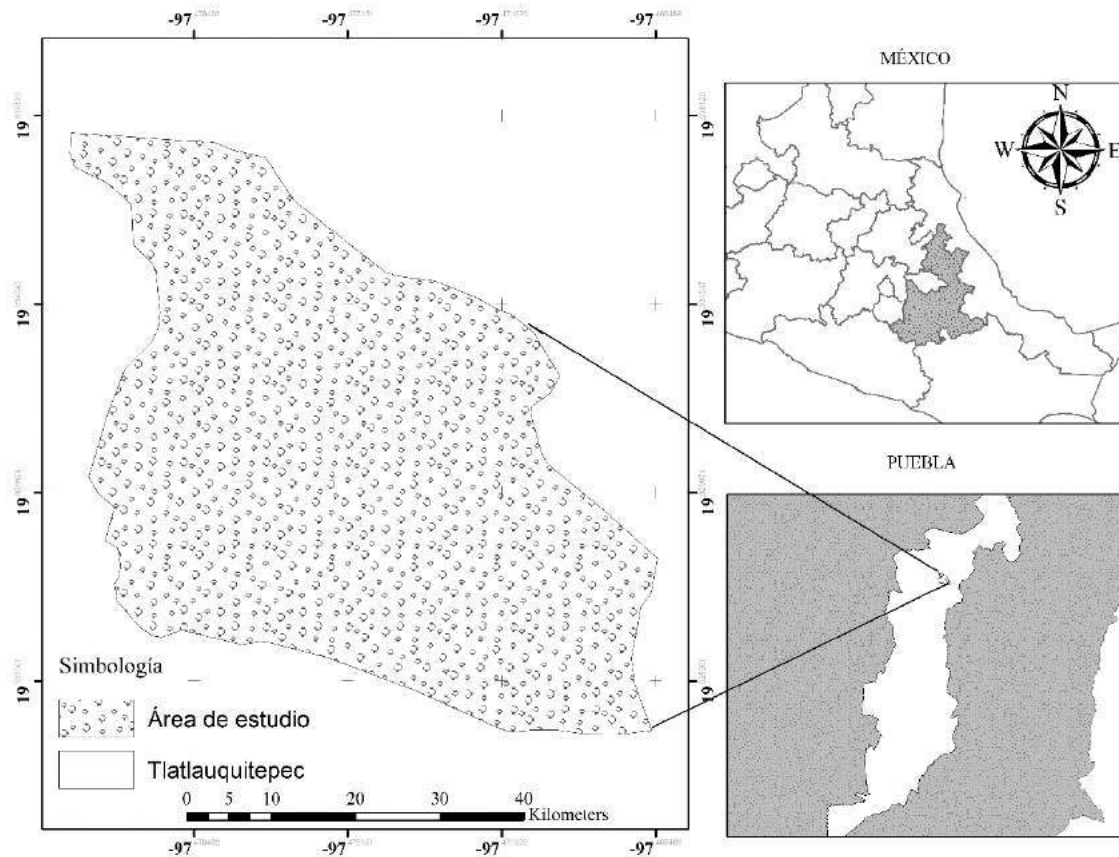 -97 -97 -97 -97
MÉXICO
N
W E
S
19 19
19 19
PUEBLA
19 19
19 19
Simbología
Área de estudio
Tlatlauquitepec
0 5 10 20 30 40
Kilometers
-97 -97 -97 -97